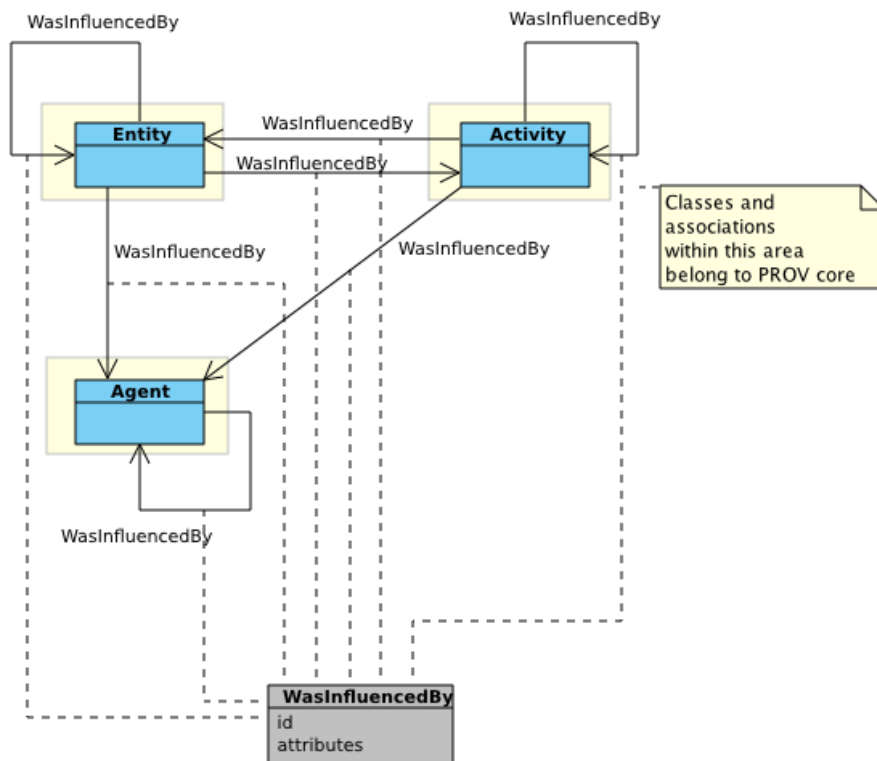 WasInfluencedBy
WasInfluencedBy
Entity
WasInfluencedBy
Activity
WasInfluencedBy
Classes and
associations
within this area
belong to PROV core
WasInfluencedBy
WasInfluencedBy
Agent
WasInfluencedBy
WasInfluencedBy
id
attributes